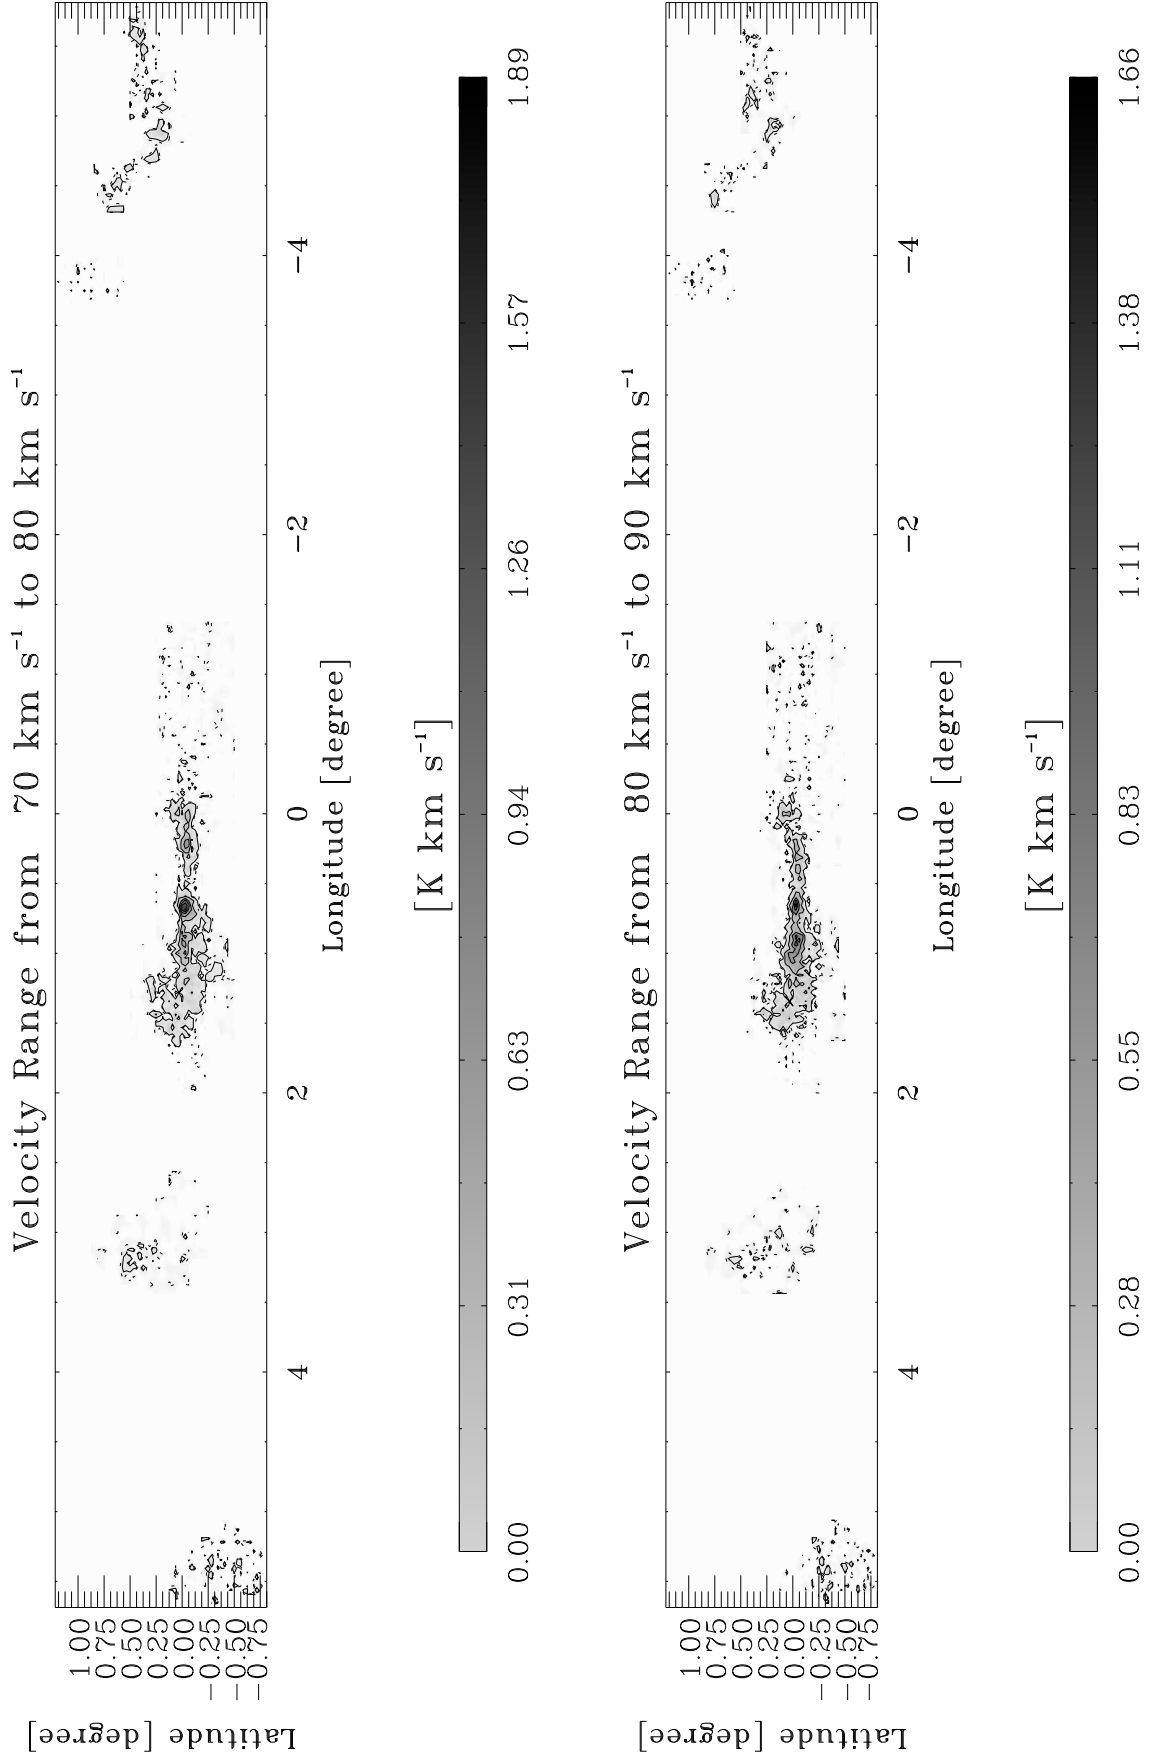 Velocity Range from 70 km s⁻¹ to 80 km s⁻¹
Latitude [degree]
1.00
0.75
0.50
0.25
0.00
−0.25
−0.50
−0.75
4 2 0 −2 −4
Longitude [degree]
[K km s⁻¹]
0.00 0.31 0.63 0.94 1.26 1.57 1.89
Velocity Range from 80 km s⁻¹ to 90 km s⁻¹
Latitude [degree]
1.00
0.75
0.50
0.25
0.00
−0.25
−0.50
−0.75
4 2 0 −2 −4
Longitude [degree]
[K km s⁻¹]
0.00 0.28 0.55 0.83 1.11 1.38 1.66